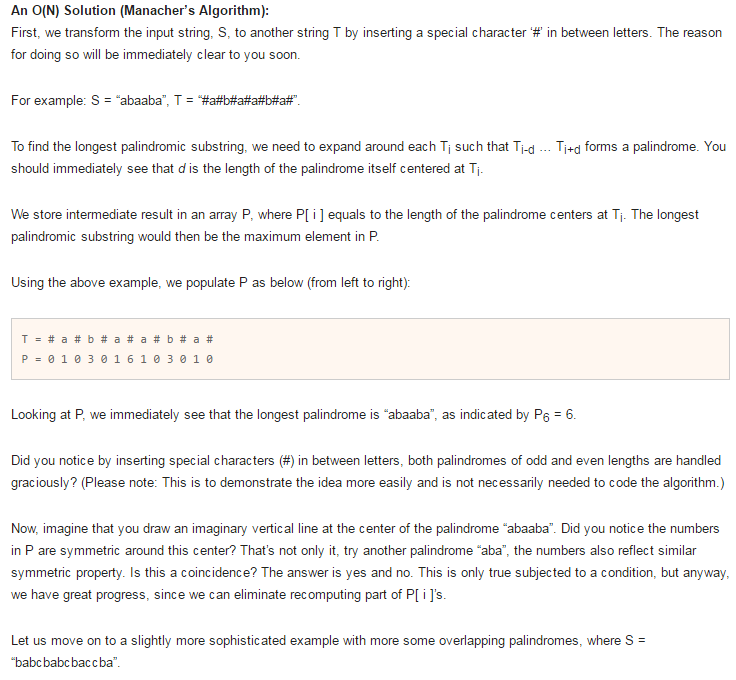 An O(N) Solution (Manacher's Algorithm):
First, we transform the input string, S, to another string T by inserting a special character '#' in between letters. The reason
for doing so will be immediately clear to you soon.
For example: S = “abaaba”, T = “#a#b#a#a#b#a#”.
To find the longest palindromic substring, we need to expand around each Ti such that Ti-d … Ti+d forms a palindrome. You
should immediately see that d is the length of the palindrome itself centered at Ti.
We store intermediate result in an array P, where P[ i ] equals to the length of the palindrome centers at Ti. The longest
palindromic substring would then be the maximum element in P.
Using the above example, we populate P as below (from left to right):
T = # a # b # a # a # b # a #
P = 0 1 0 3 0 1 6 1 0 3 0 1 0
Looking at P, we immediately see that the longest palindrome is “abaaba”, as indicated by P6 = 6.
Did you notice by inserting special characters (#) in between letters, both palindromes of odd and even lengths are handled
graciously? (Please note: This is to demonstrate the idea more easily and is not necessarily needed to code the algorithm.)
Now, imagine that you draw an imaginary vertical line at the center of the palindrome “abaaba”. Did you notice the numbers
in P are symmetric around this center? That's not only it, try another palindrome “aba”, the numbers also reflect similar
symmetric property. Is this a coincidence? The answer is yes and no. This is only true subjected to a condition, but anyway,
we have great progress, since we can eliminate recomputing part of P[ i ]'s.
Let us move on to a slightly more sophisticated example with more some overlapping palindromes, where S =
“babcbabcbaccba”.